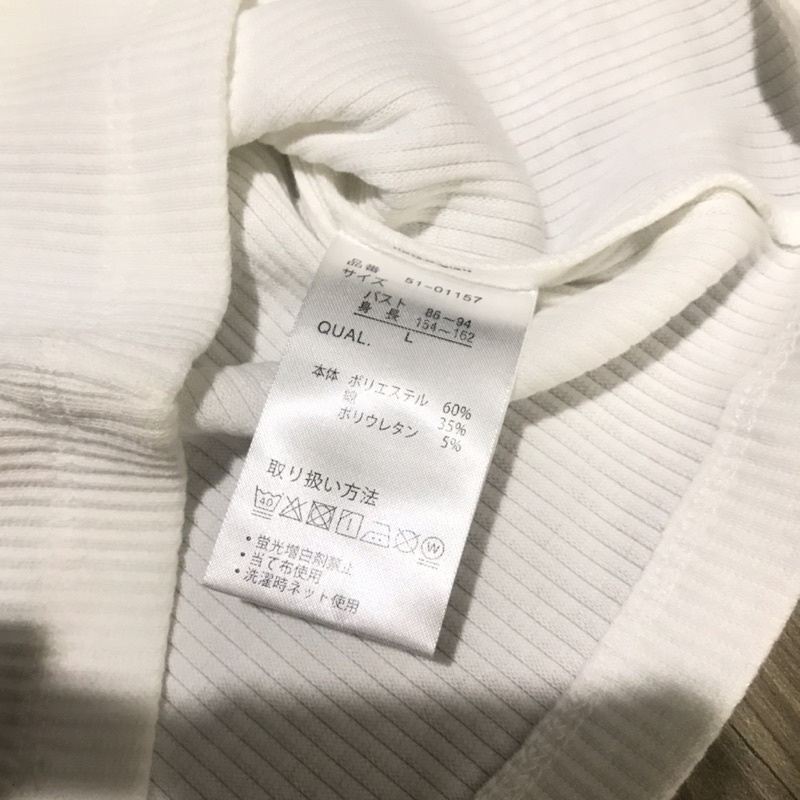 品番 51-01157
サイズ
バスト 86〜94
身長 154〜162
L
QUAL.
本体 ポリエステル 60%
綿 35%
ポリウレタン 5%
取り扱い方法
40 W
・蛍光増白剤禁止
・当て布使用
・洗濯時ネット使用